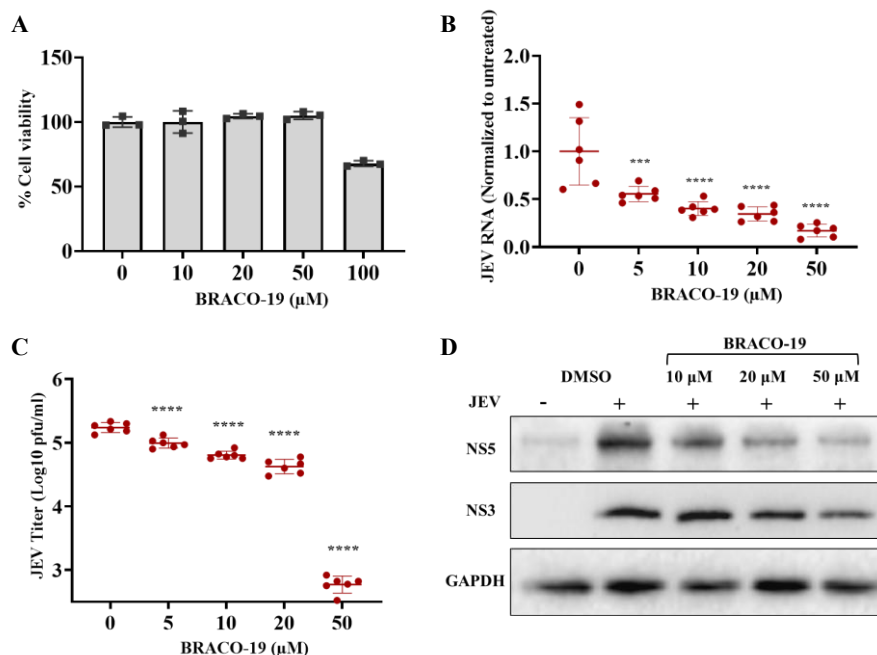 A
% Cell viability
150
100
50
0
0 10 20 50 100
BRACO-19 (µM)
B
JEV RNA (Normalized to untreated)
2.0
1.5
1.0
0.5
0.0
*** **** **** ****
0 5 10 20 50
BRACO-19 (µM)
C
JEV Titer (Log10 pfu/ml)
6
5
4
3
**** **** **** ****
0 5 10 20 50
BRACO-19 (µM)
D
BRACO-19
DMSO 10 µM 20 µM 50 µM
JEV - + + + +
NS5
NS3
GAPDH